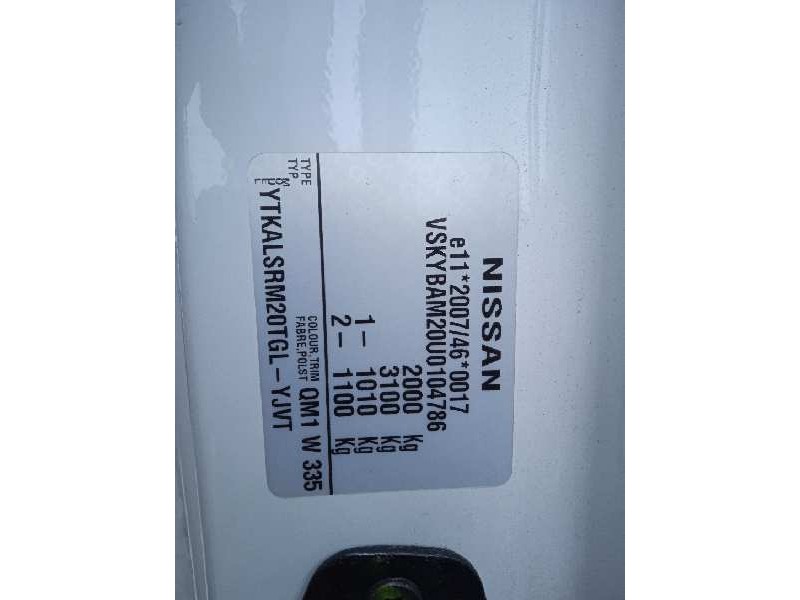 NISSAN
e11*2007/46*0017
VSKYBAM20U0104786
2000 Kg
3100 Kg
1- 1010 Kg
2- 1100 Kg
TYPE
TYP
COLOUR,TRIM
FABRE,POLST
QM1 W 335
MODEL
YTKALSRM20TGL-YJVT